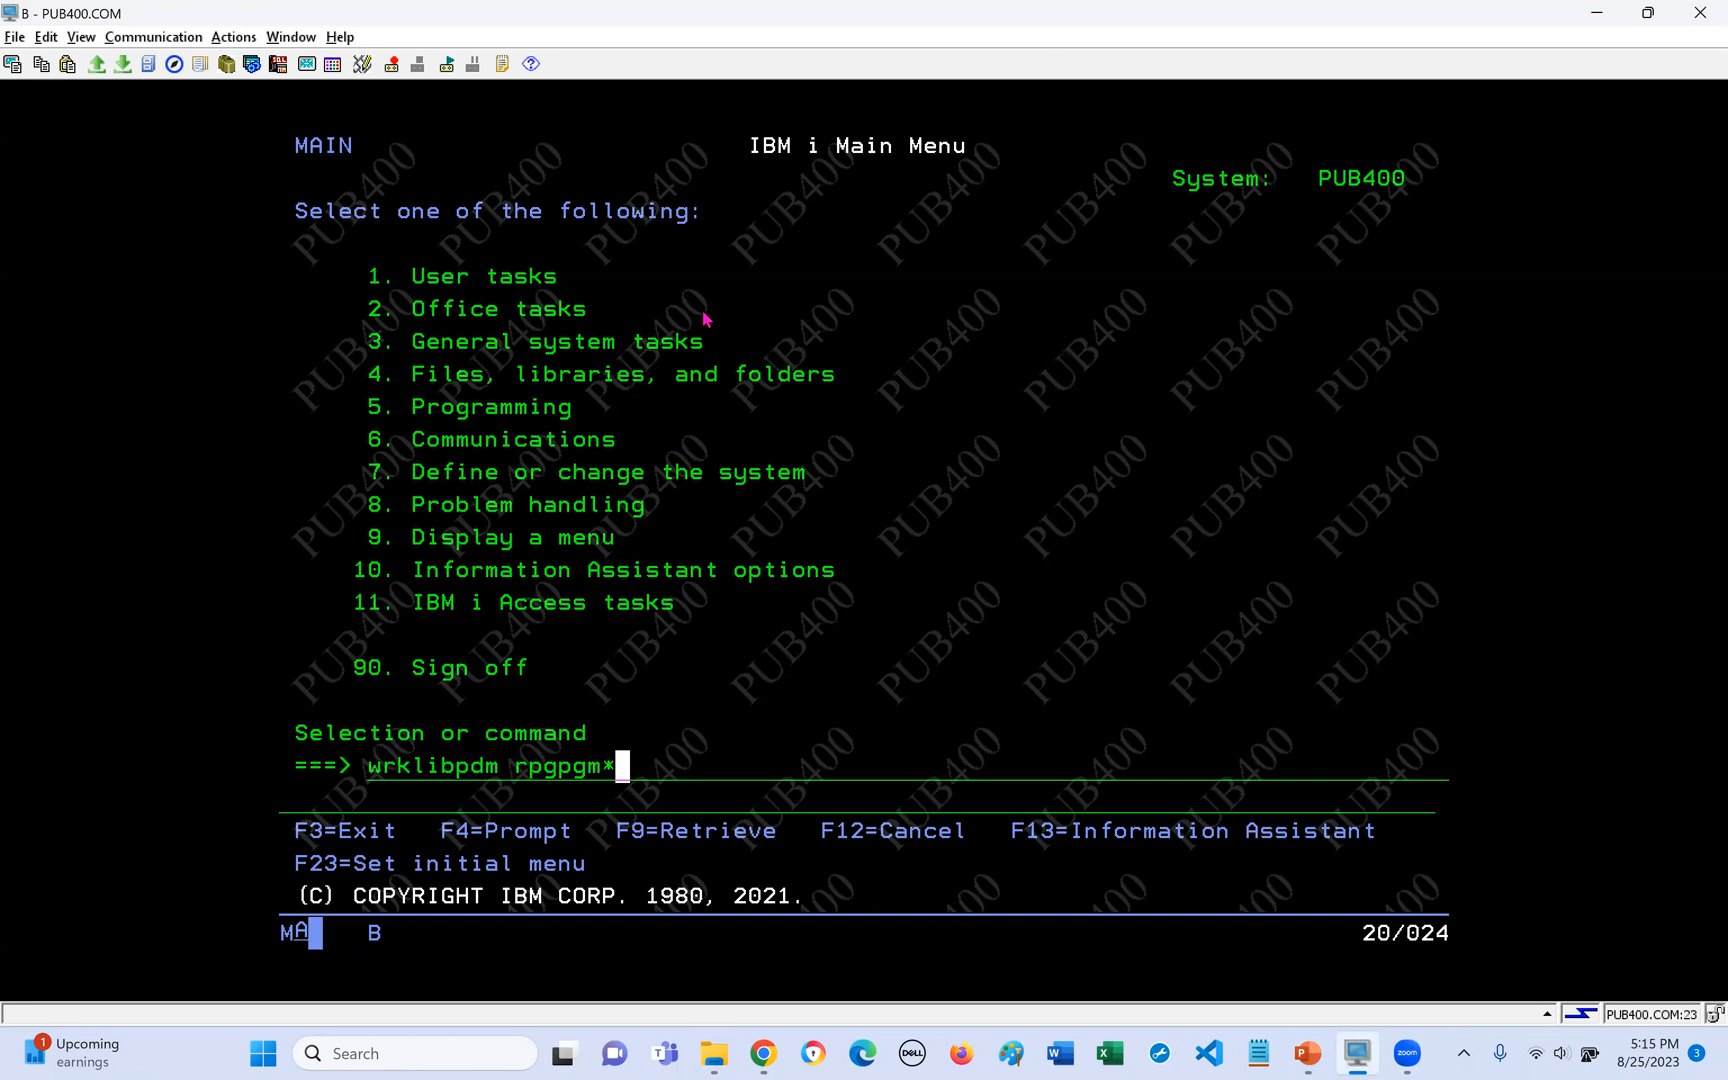 B - PUB400.COM
File Edit View Communication Actions Window Help
MAIN IBM i Main Menu
System: PUB400
Select one of the following:
1. User tasks
2. Office tasks
3. General system tasks
4. Files, libraries, and folders
5. Programming
6. Communications
7. Define or change the system
8. Problem handling
9. Display a menu
10. Information Assistant options
11. IBM i Access tasks
90. Sign off
Selection or command
===> wrklibpdm rpgpgm*
F3=Exit F4=Prompt F9=Retrieve F12=Cancel F13=Information Assistant
F23=Set initial menu
(C) COPYRIGHT IBM CORP. 1980, 2021.
MA B 20/024
PUB400.COM:23
1 Upcoming
earnings
Search
DELL
zoom
5:15 PM
8/25/2023
3